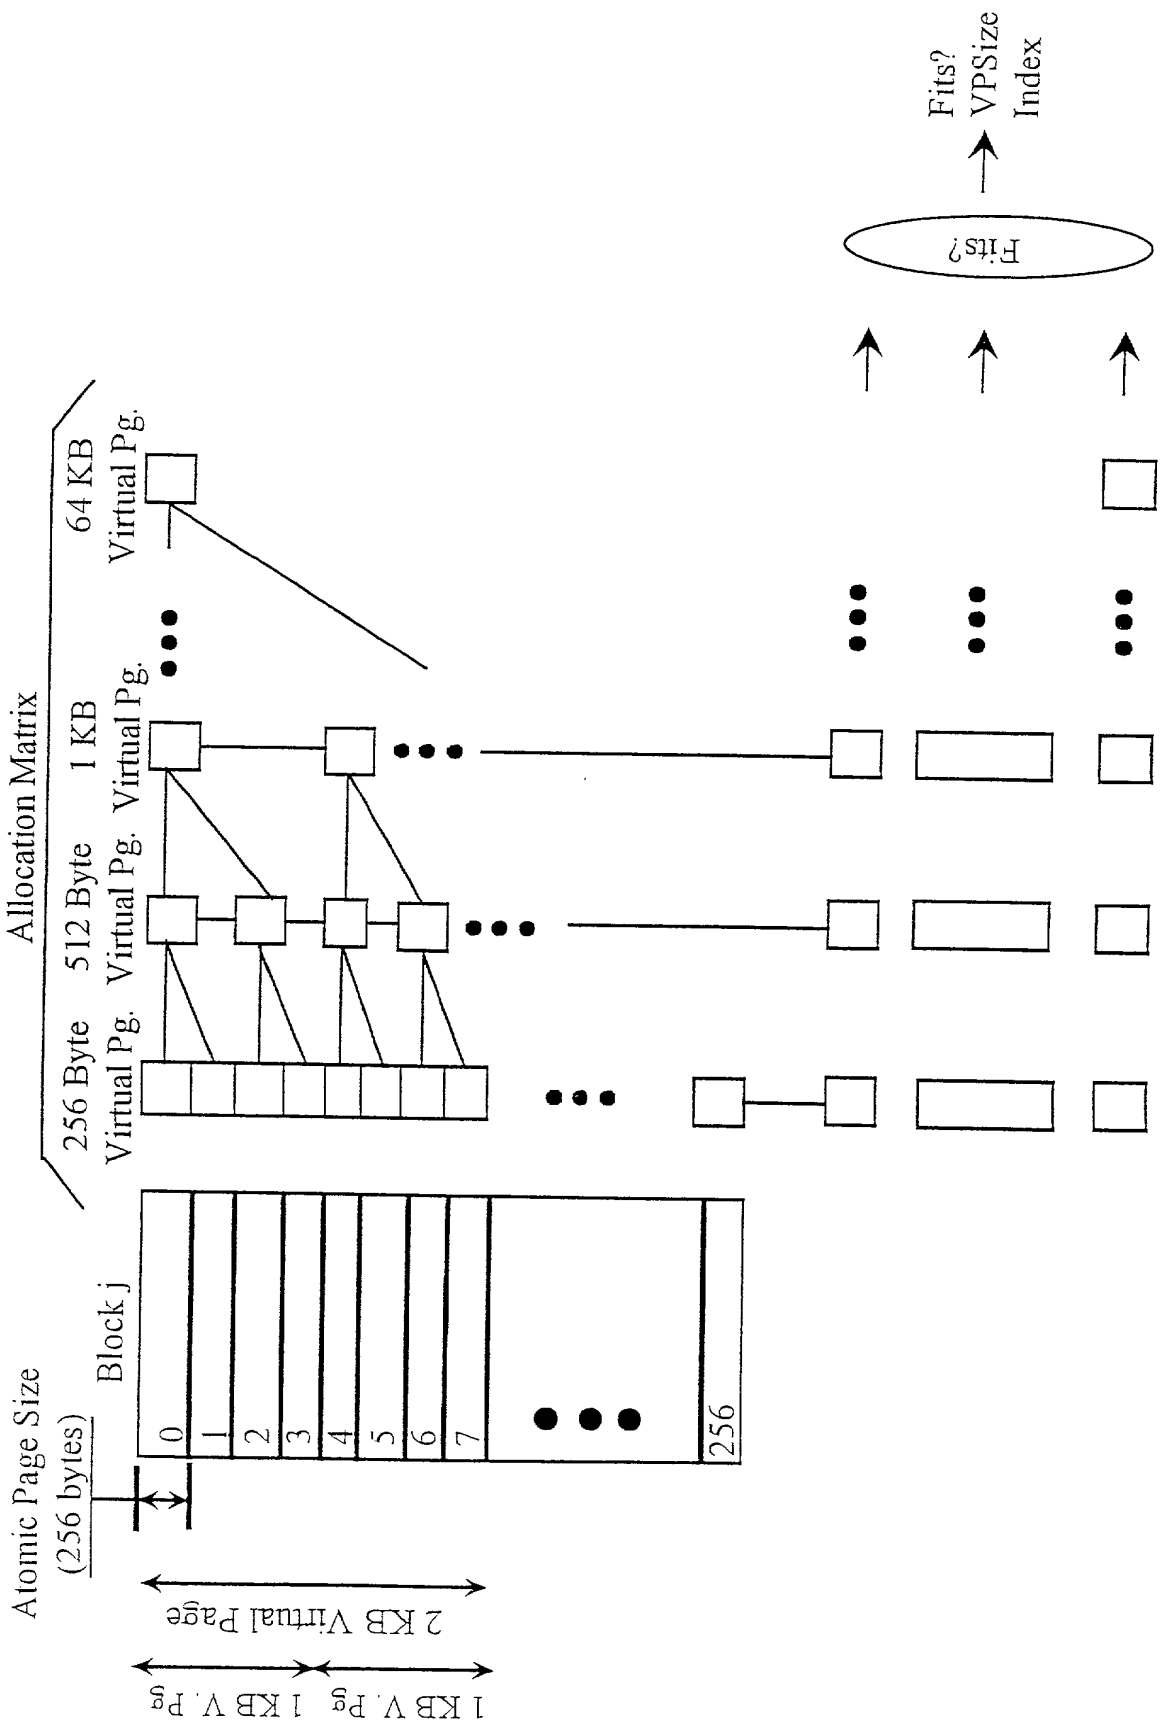 Allocation Matrix
Atomic Page Size
(256 bytes)
Block j
256 Byte
Virtual Pg.
512 Byte
Virtual Pg.
1 KB
Virtual Pg.
64 KB
Virtual Pg.
1 KB V. Pg
1 KB V. Pg
2 KB Virtual Page
0
1
2
3
4
5
6
7
256
Fits?
Fits?
VPSize
Index